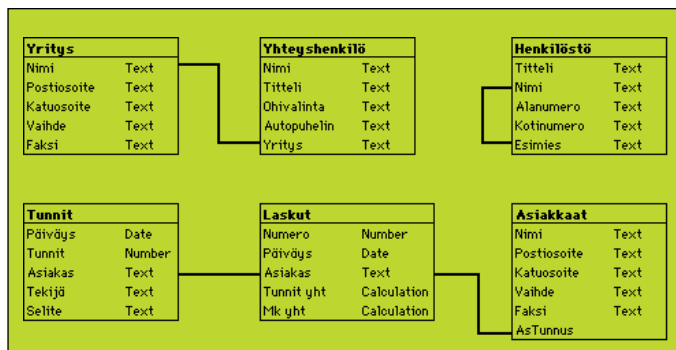 Yritys
Nimi Text
Postiosoite Text
Katuosoite Text
Vaihde Text
Faksi Text
Yhteyshenkilö
Nimi Text
Titteli Text
Ohivalinta Text
Autopuhelin Text
Yritys Text
Henkilöstö
Titteli Text
Nimi Text
Alanumero Text
Kotinumero Text
Esimies Text
Tunnit
Päiväys Date
Tunnit Number
Asiakas Text
Tekijä Text
Selite Text
Laskut
Numero Number
Päiväys Date
Asiakas Text
Tunnit yht Calculation
Mk yht Calculation
Asiakkaat
Nimi Text
Postiosoite Text
Katuosoite Text
Vaihde Text
Faksi Text
AsTunnus